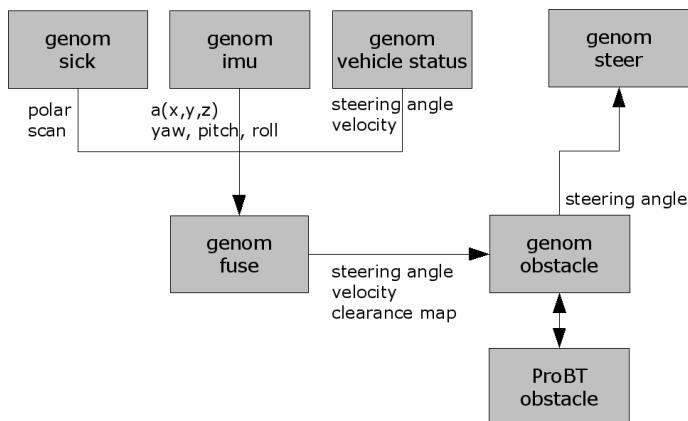 genom
sick
genom
imu
genom
vehicle status
genom
steer
polar
scan
a(x,y,z)
yaw, pitch, roll
steering angle
velocity
steering angle
genom
fuse
genom
obstacle
steering angle
velocity
clearance map
ProBT
obstacle